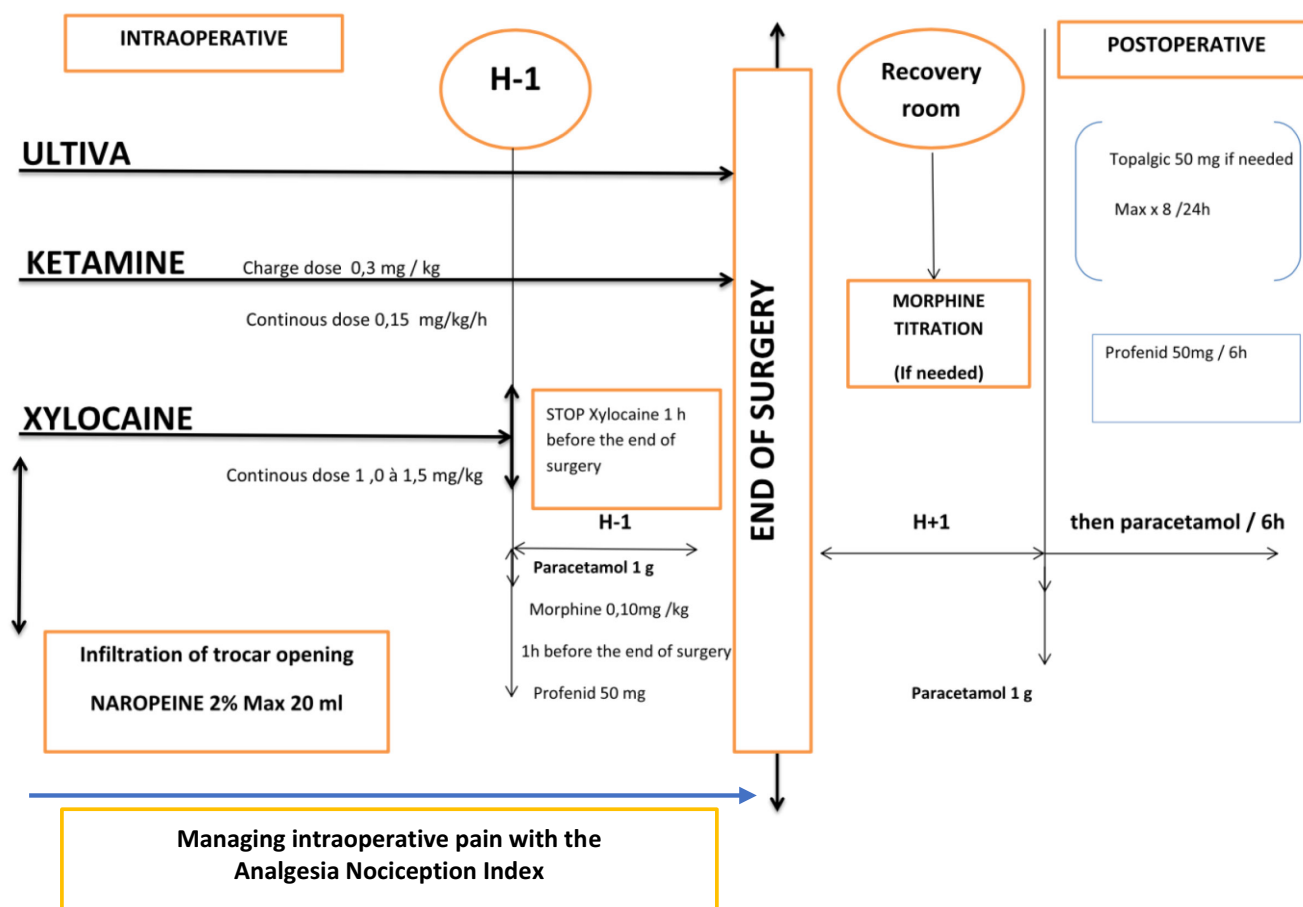 INTRAOPERATIVE
H-1
Recovery
room
POSTOPERATIVE
ULTIVA
Topalgic 50 mg if needed
Max x 8 /24h
KETAMINE
Charge dose 0,3 mg / kg
Continous dose 0,15 mg/kg/h
END OF SURGERY
MORPHINE
TITRATION
(If needed)
Profenid 50mg / 6h
XYLOCAINE
Continous dose 1 ,0 à 1,5 mg/kg
STOP Xylocaine 1 h
before the end of
surgery
H-1
H+1
then paracetamol / 6h
Paracetamol 1 g
Morphine 0,10mg /kg
1h before the end of surgery
Profenid 50 mg
Paracetamol 1 g
Infiltration of trocar opening
NAROPEINE 2% Max 20 ml
Managing intraoperative pain with the
Analgesia Nociception Index